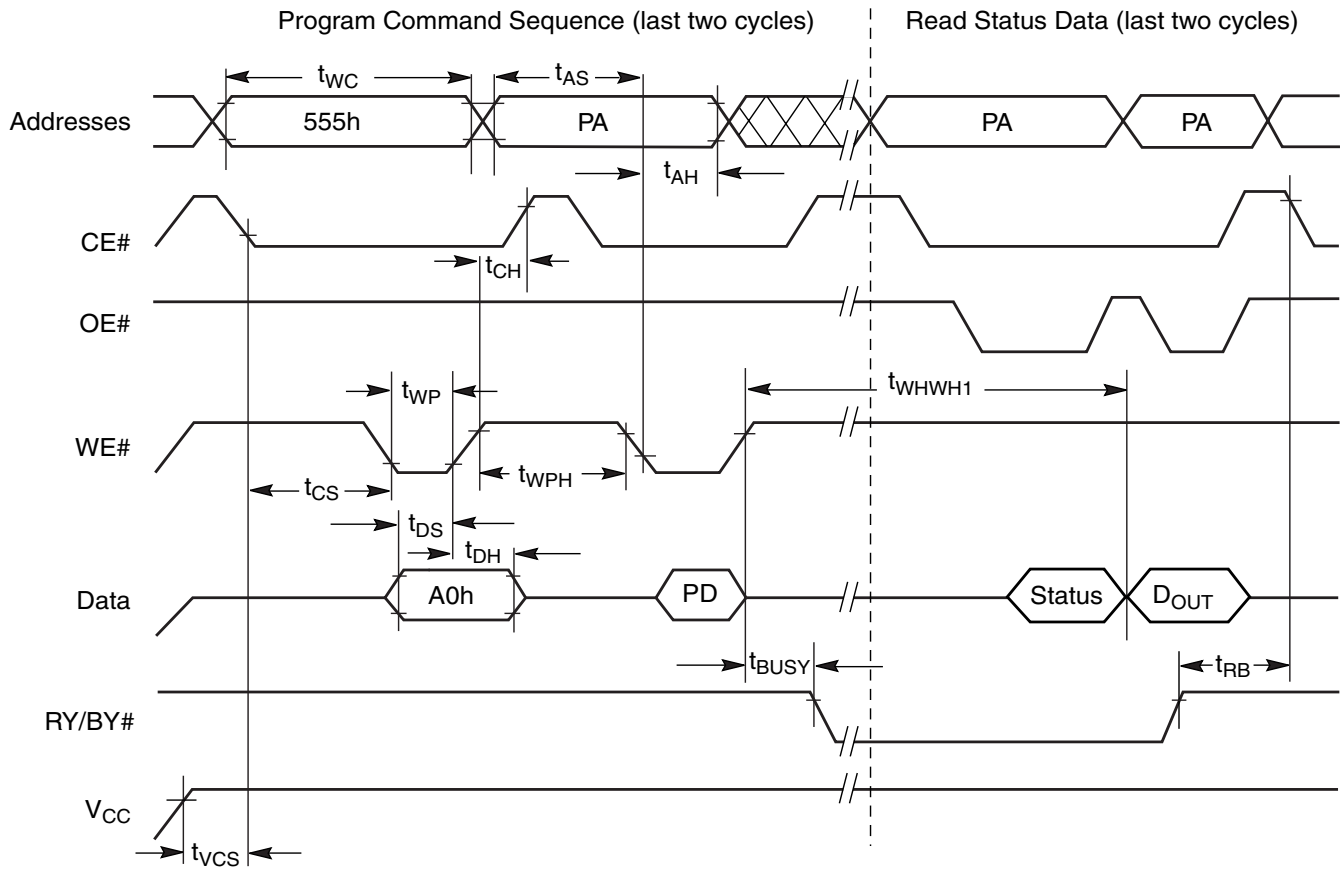 Program Command Sequence (last two cycles)
Read Status Data (last two cycles)
tWC
tAS
Addresses
555h
PA
PA
PA
tAH
CE#
tCH
OE#
tWP
tWHWH1
WE#
tCS
tWPH
tDS
tDH
Data
A0h
PD
Status
DOUT
tBUSY
tRB
RY/BY#
VCC
tVCS